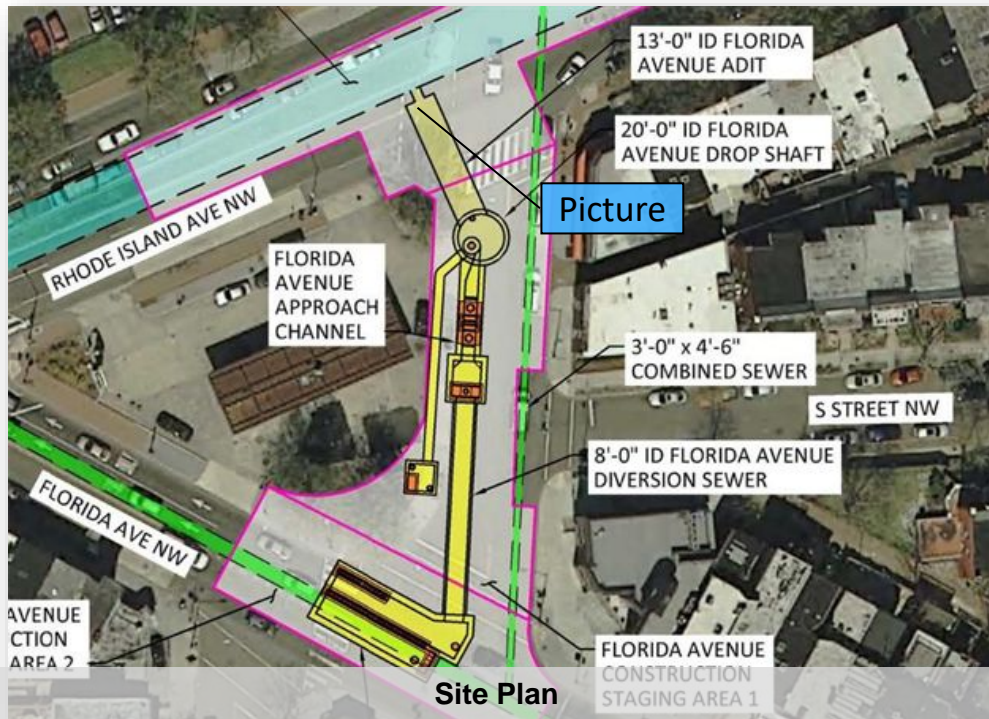 13'-0" ID FLORIDA
AVENUE ADIT
20'-0" ID FLORIDA
AVENUE DROP SHAFT
Picture
RHODE ISLAND AVE NW
FLORIDA
AVENUE
APPROACH
CHANNEL
3'-0" x 4'-6"
COMBINED SEWER
S STREET NW
8'-0" ID FLORIDA AVENUE
DIVERSION SEWER
FLORIDA AVE NW
AVENUE
CTION
AREA 2
FLORIDA AVENUE
CONSTRUCTION
STAGING AREA 1
Site Plan